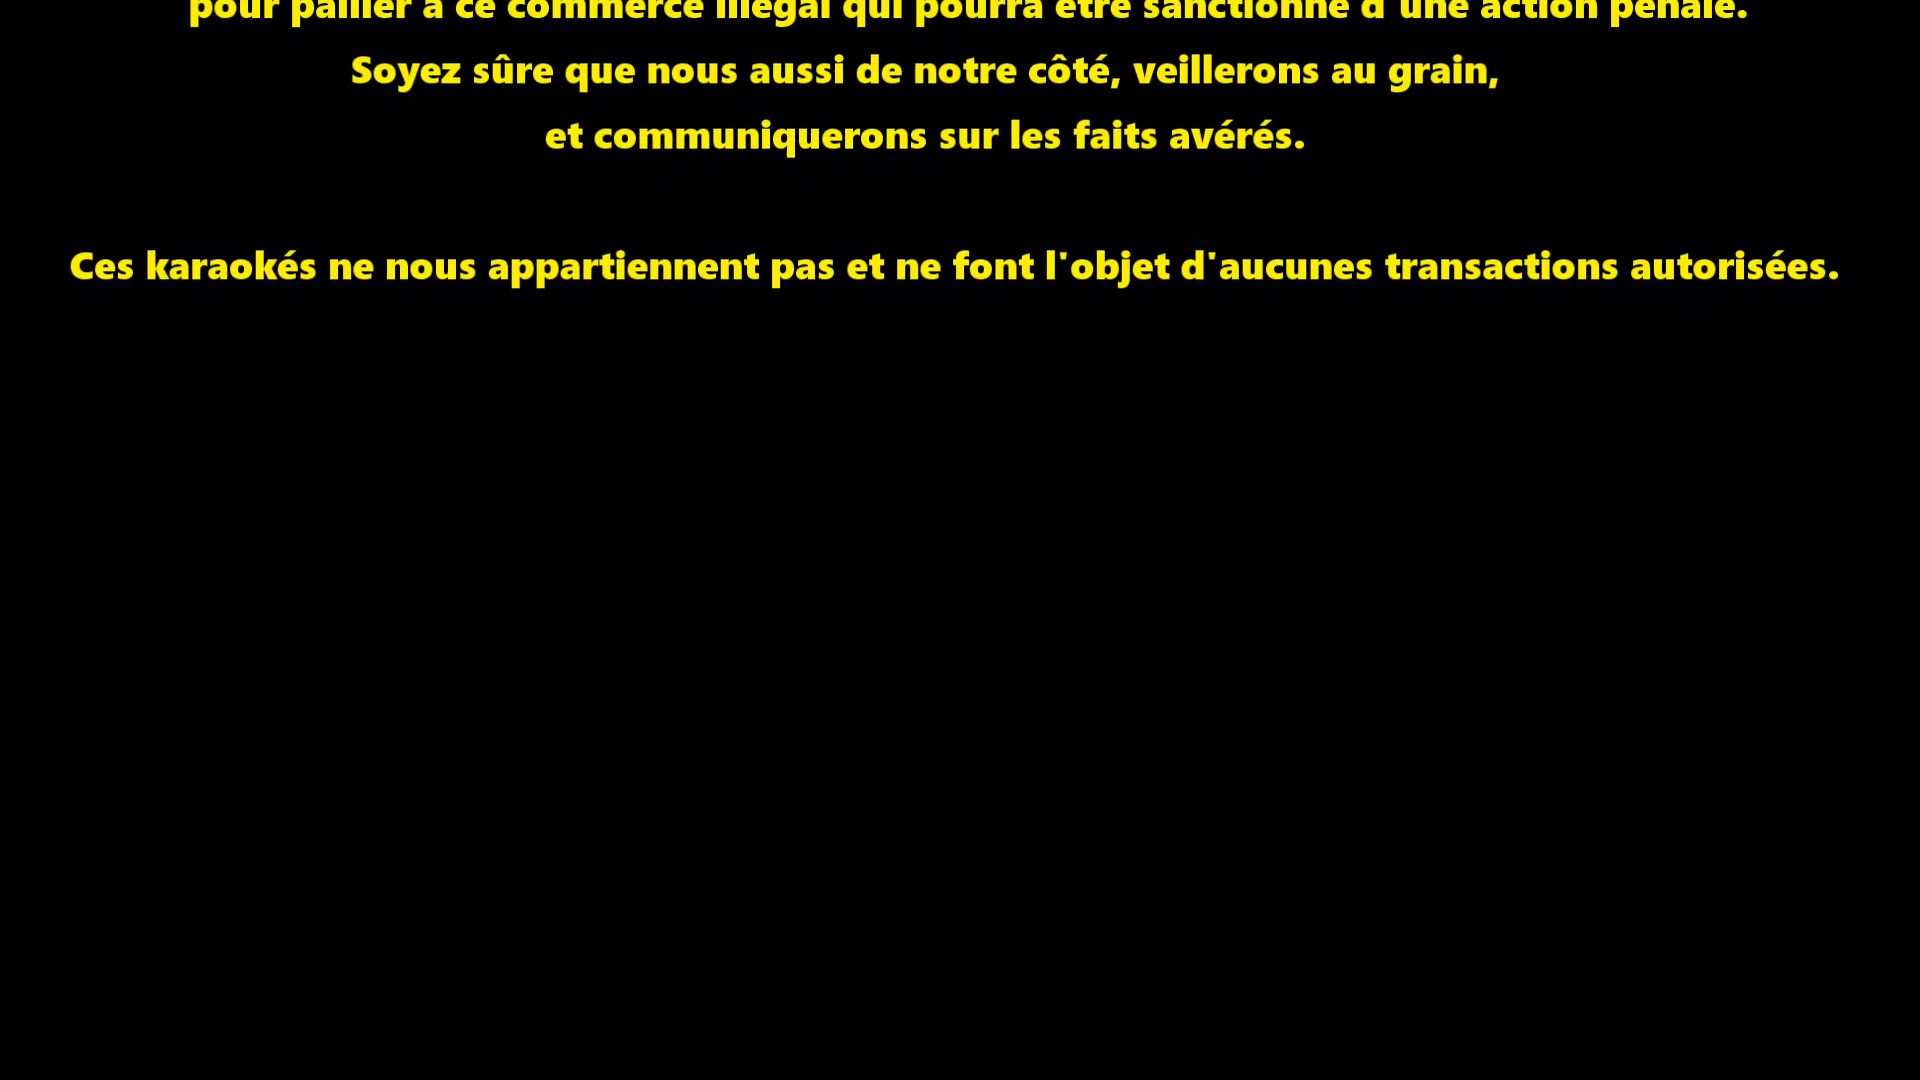 pour pallier à ce commerce illégal qui pourra être sanctionné d'une action pénale.
Soyez sûre que nous aussi de notre côté, veillerons au grain,
et communiquerons sur les faits avérés.
Ces karaokés ne nous appartiennent pas et ne font l'objet d'aucunes transactions autorisées.